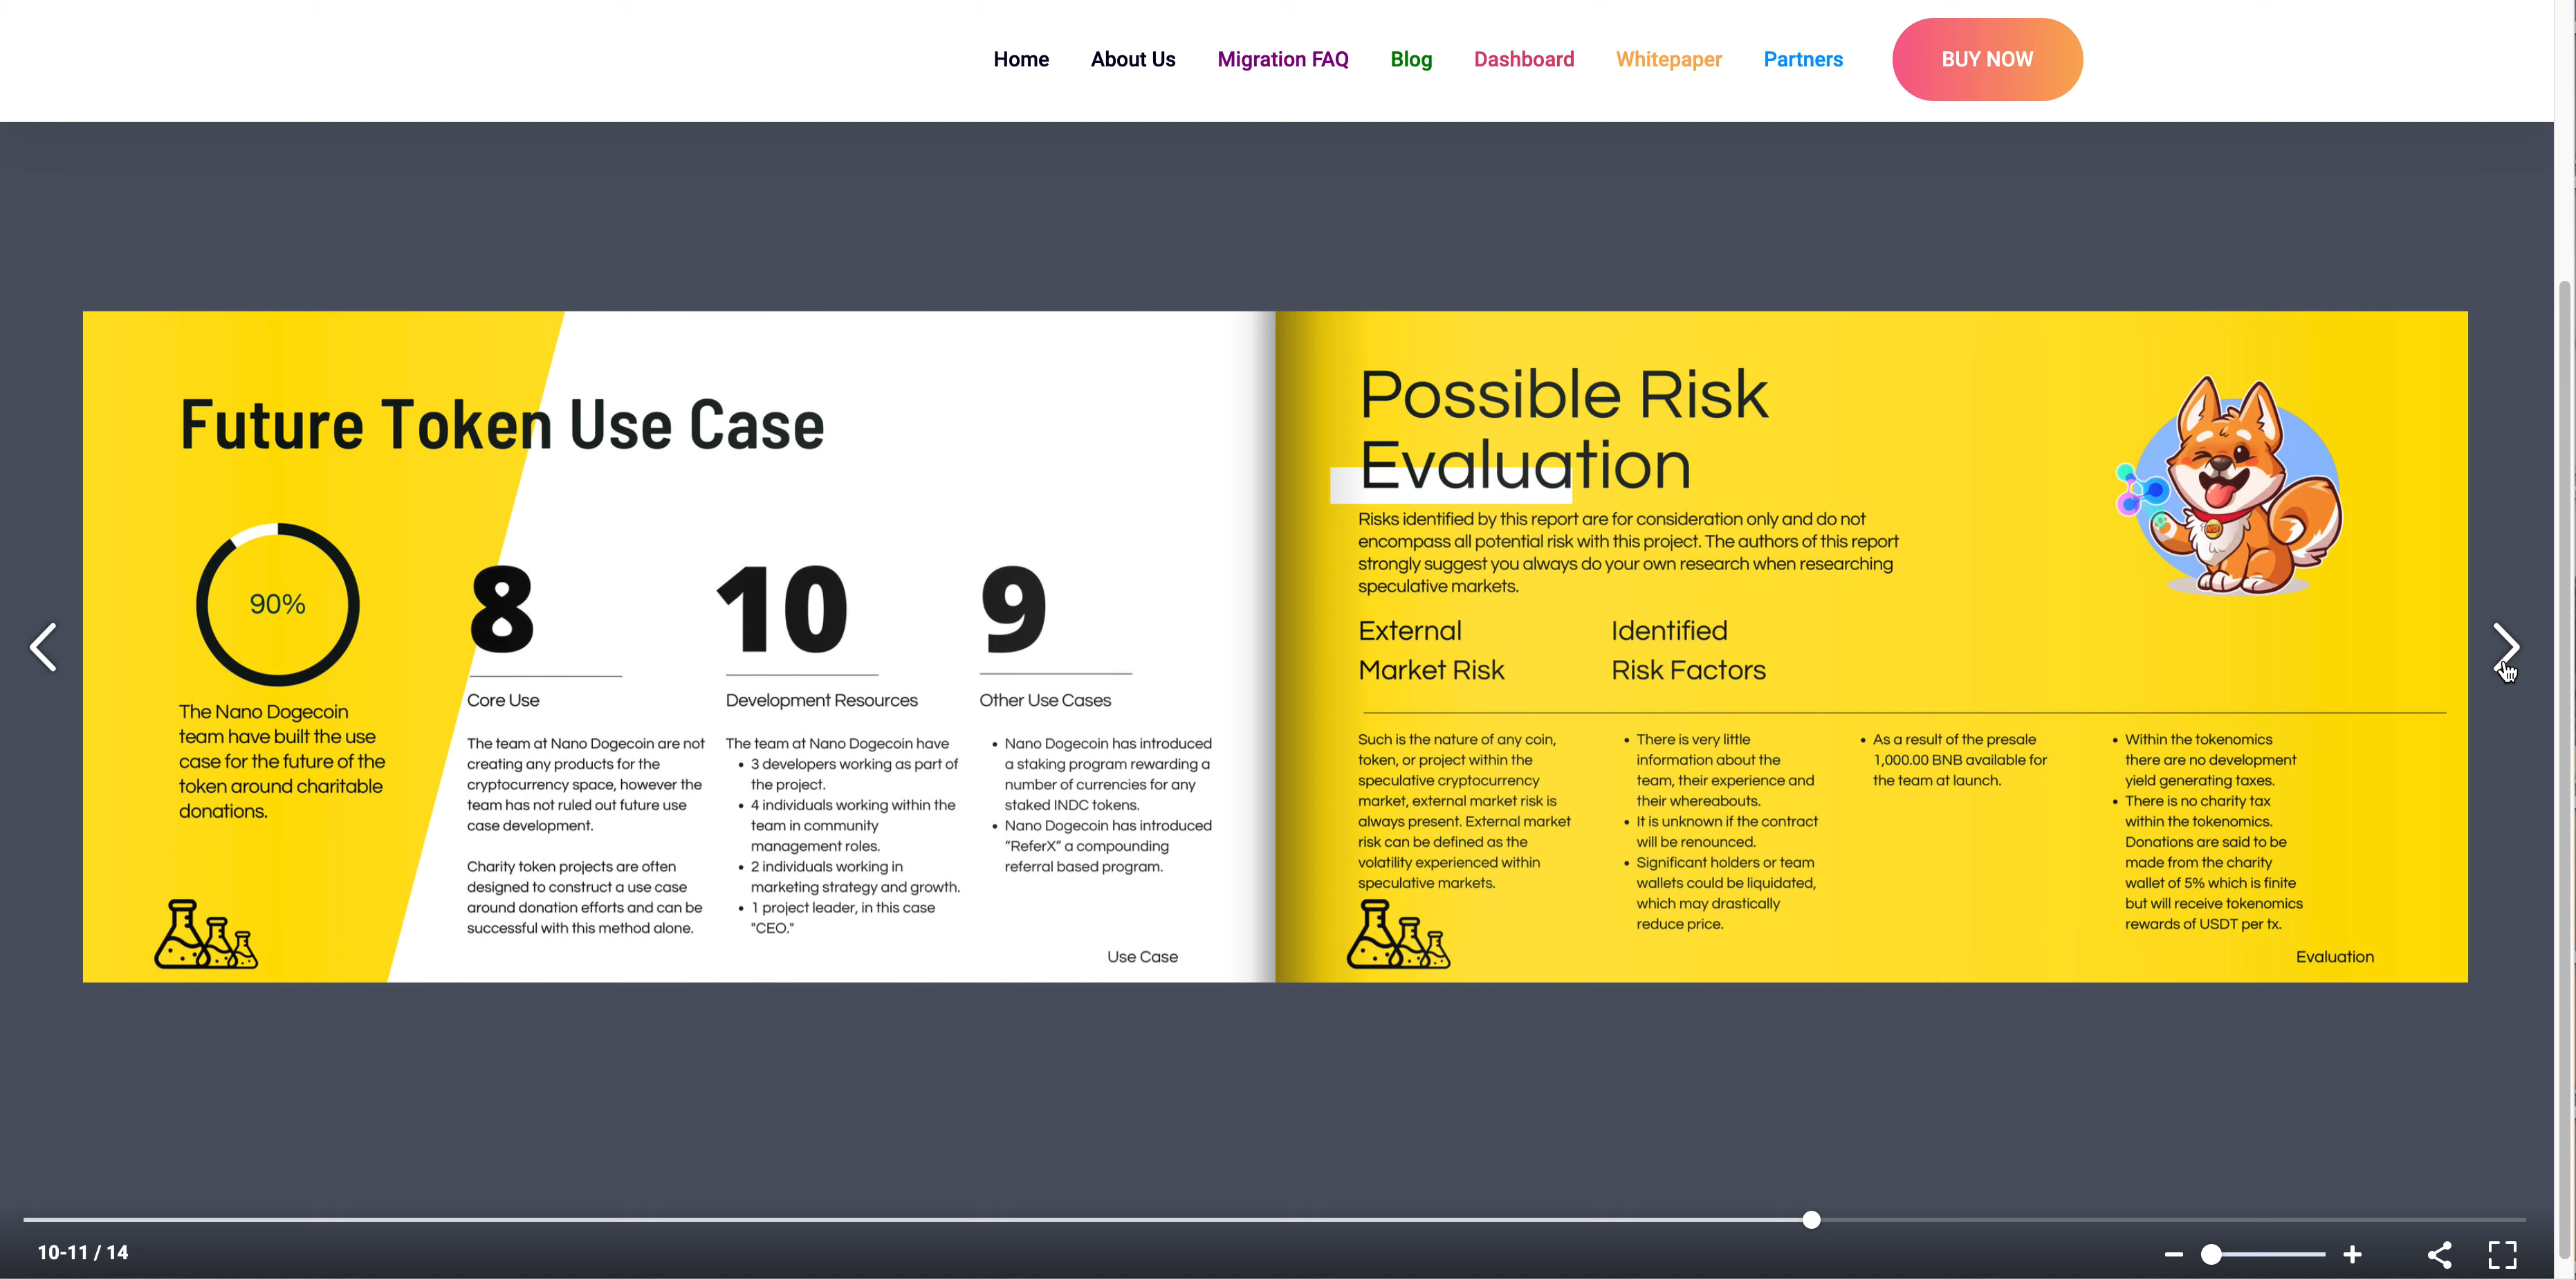 Home About Us Migration FAQ Blog Dashboard Whitepaper Partners BUY NOW
Future Token Use Case
90%
The Nano Dogecoin
team have built the use
case for the future of the
token around charitable
donations.
8
Core Use
The team at Nano Dogecoin are not
creating any products for the
cryptocurrency space, however the
team has not ruled out future use
case development.
Charity token projects are often
designed to construct a use case
around donation efforts and can be
successful with this method alone.
10
Development Resources
The team at Nano Dogecoin have
• 3 developers working as part of
the project.
• 4 individuals working within the
team in community
management roles.
• 2 individuals working in
marketing strategy and growth.
• 1 project leader, in this case
"CEO."
9
Other Use Cases
• Nano Dogecoin has introduced
a staking program rewarding a
number of currencies for any
staked INDC tokens.
• Nano Dogecoin has introduced
“ReferX” a compounding
referral based program.
Use Case
Possible Risk
Evaluation
Risks identified by this report are for consideration only and do not
encompass all potential risk with this project. The authors of this report
strongly suggest you always do your own research when researching
speculative markets.
External
Market Risk
Identified
Risk Factors
Such is the nature of any coin,
token, or project within the
speculative cryptocurrency
market, external market risk is
always present. External market
risk can be defined as the
volatility experienced within
speculative markets.
• There is very little
information about the
team, their experience and
their whereabouts.
• It is unknown if the contract
will be renounced.
• Significant holders or team
wallets could be liquidated,
which may drastically
reduce price.
• As a result of the presale
1,000.00 BNB available for
the team at launch.
• Within the tokenomics
there are no development
yield generating taxes.
• There is no charity tax
within the tokenomics.
Donations are said to be
made from the charity
wallet of 5% which is finite
but will receive tokenomics
rewards of USDT per tx.
Evaluation
10-11 / 14